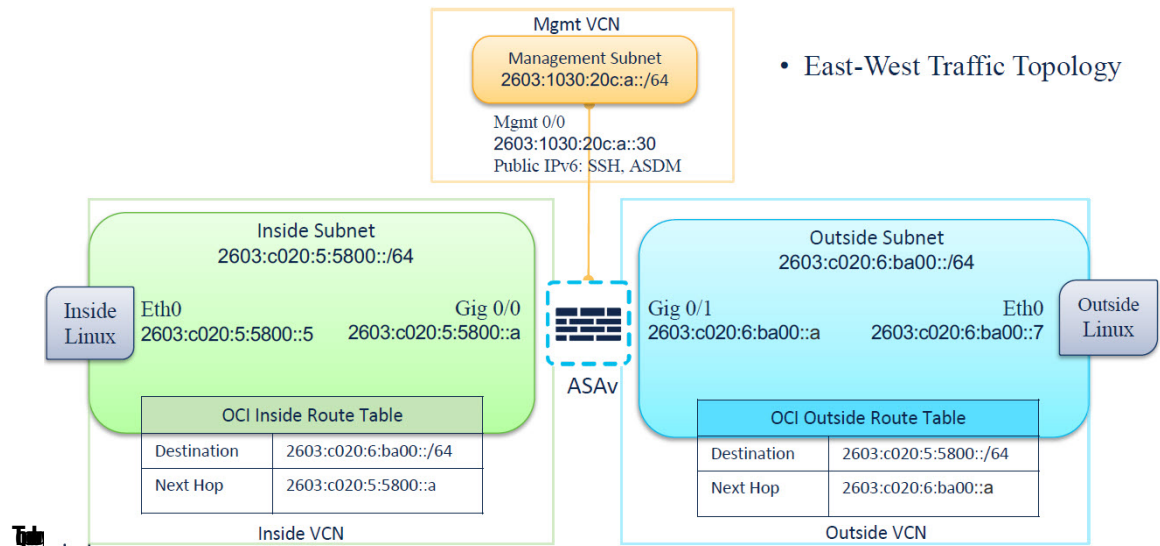 Mgmt VCN
Management Subnet
2603:1030:20c:a::/64
• East-West Traffic Topology
Mgmt 0/0
2603:1030:20c:a::30
Public IPv6: SSH, ASDM
Inside Subnet
2603:c020:5:5800::/64
Outside Subnet
2603:c020:6:ba00::/64
Inside
Linux
Eth0
2603:c020:5:5800::5
Gig 0/0
2603:c020:5:5800::a
ASAv
Gig 0/1
2603:c020:6:ba00::a
Eth0
2603:c020:6:ba00::7
Outside
Linux
OCI Inside Route Table
Destination 2603:c020:6:ba00::/64
Next Hop 2603:c020:5:5800::a
OCI Outside Route Table
Destination 2603:c020:5:5800::/64
Next Hop 2603:c020:6:ba00::a
Inside VCN
Outside VCN